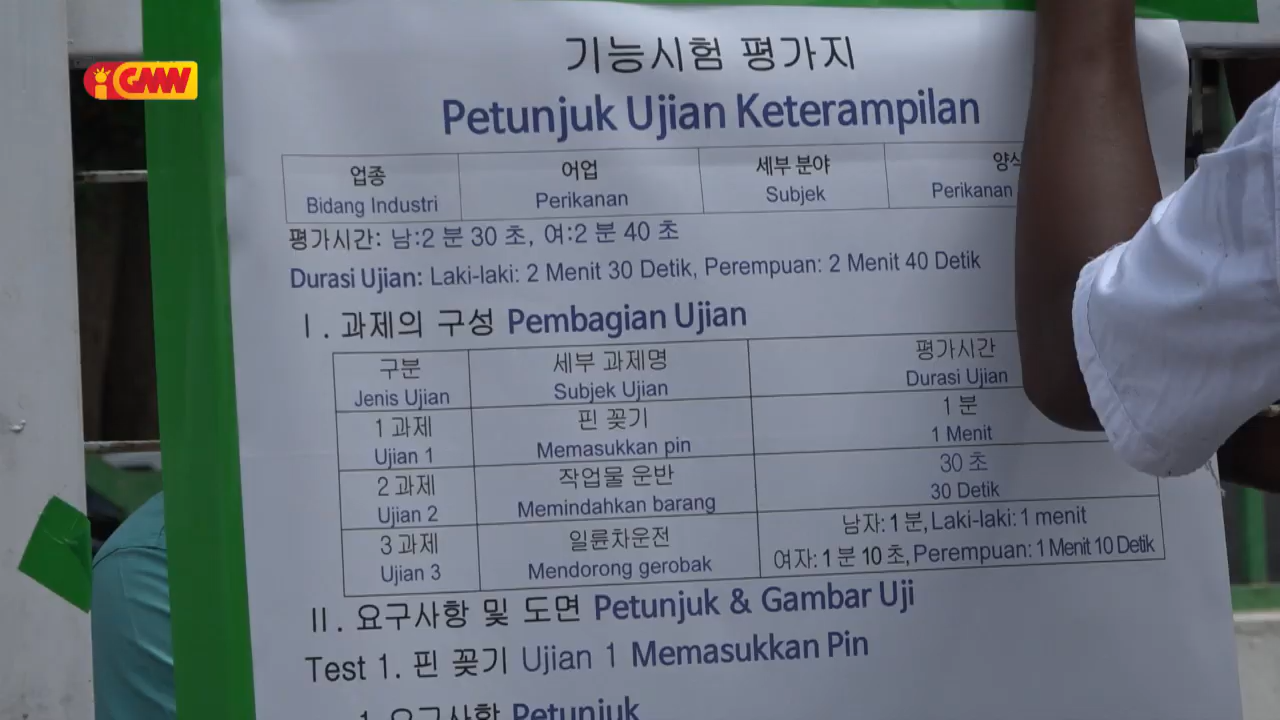 GMW
기능시험 평가지
Petunjuk Ujian Keterampilan
업종 어업 세부 분야
Bidang Industri Perikanan Subjek Perikanan
평가시간: 남:2 분 30 초, 여:2 분 40 초
Durasi Ujian: Laki-laki: 2 Menit 30 Detik, Perempuan: 2 Menit 40 Detik
Ⅰ. 과제의 구성 Pembagian Ujian
구분 세부 과제명 평가시간
Jenis Ujian Subjek Ujian Durasi Ujian
1 과제 핀 꽂기 1 분
Ujian 1 Memasukkan pin 1 Menit
2 과제 작업물 운반 30 초
Ujian 2 Memindahkan barang 30 Detik
3 과제 일륜차운전 남자: 1 분, Laki-laki: 1 menit
Ujian 3 Mendorong gerobak 여자: 1 분 10 초, Perempuan: 1 Menit 10 Detik
Ⅱ. 요구사항 및 도면 Petunjuk & Gambar Uji
Test 1. 핀 꽂기 Ujian 1 Memasukkan Pin
1. 요구사항 Petunjuk